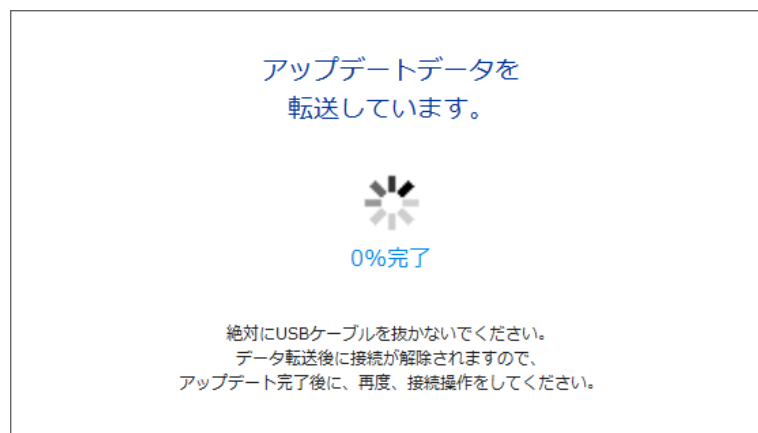 アップデートデータを
転送しています。
0%完了
絶対にUSBケーブルを抜かないでください。
データ転送後に接続が解除されますので、
アップデート完了後に、再度、接続操作をしてください。